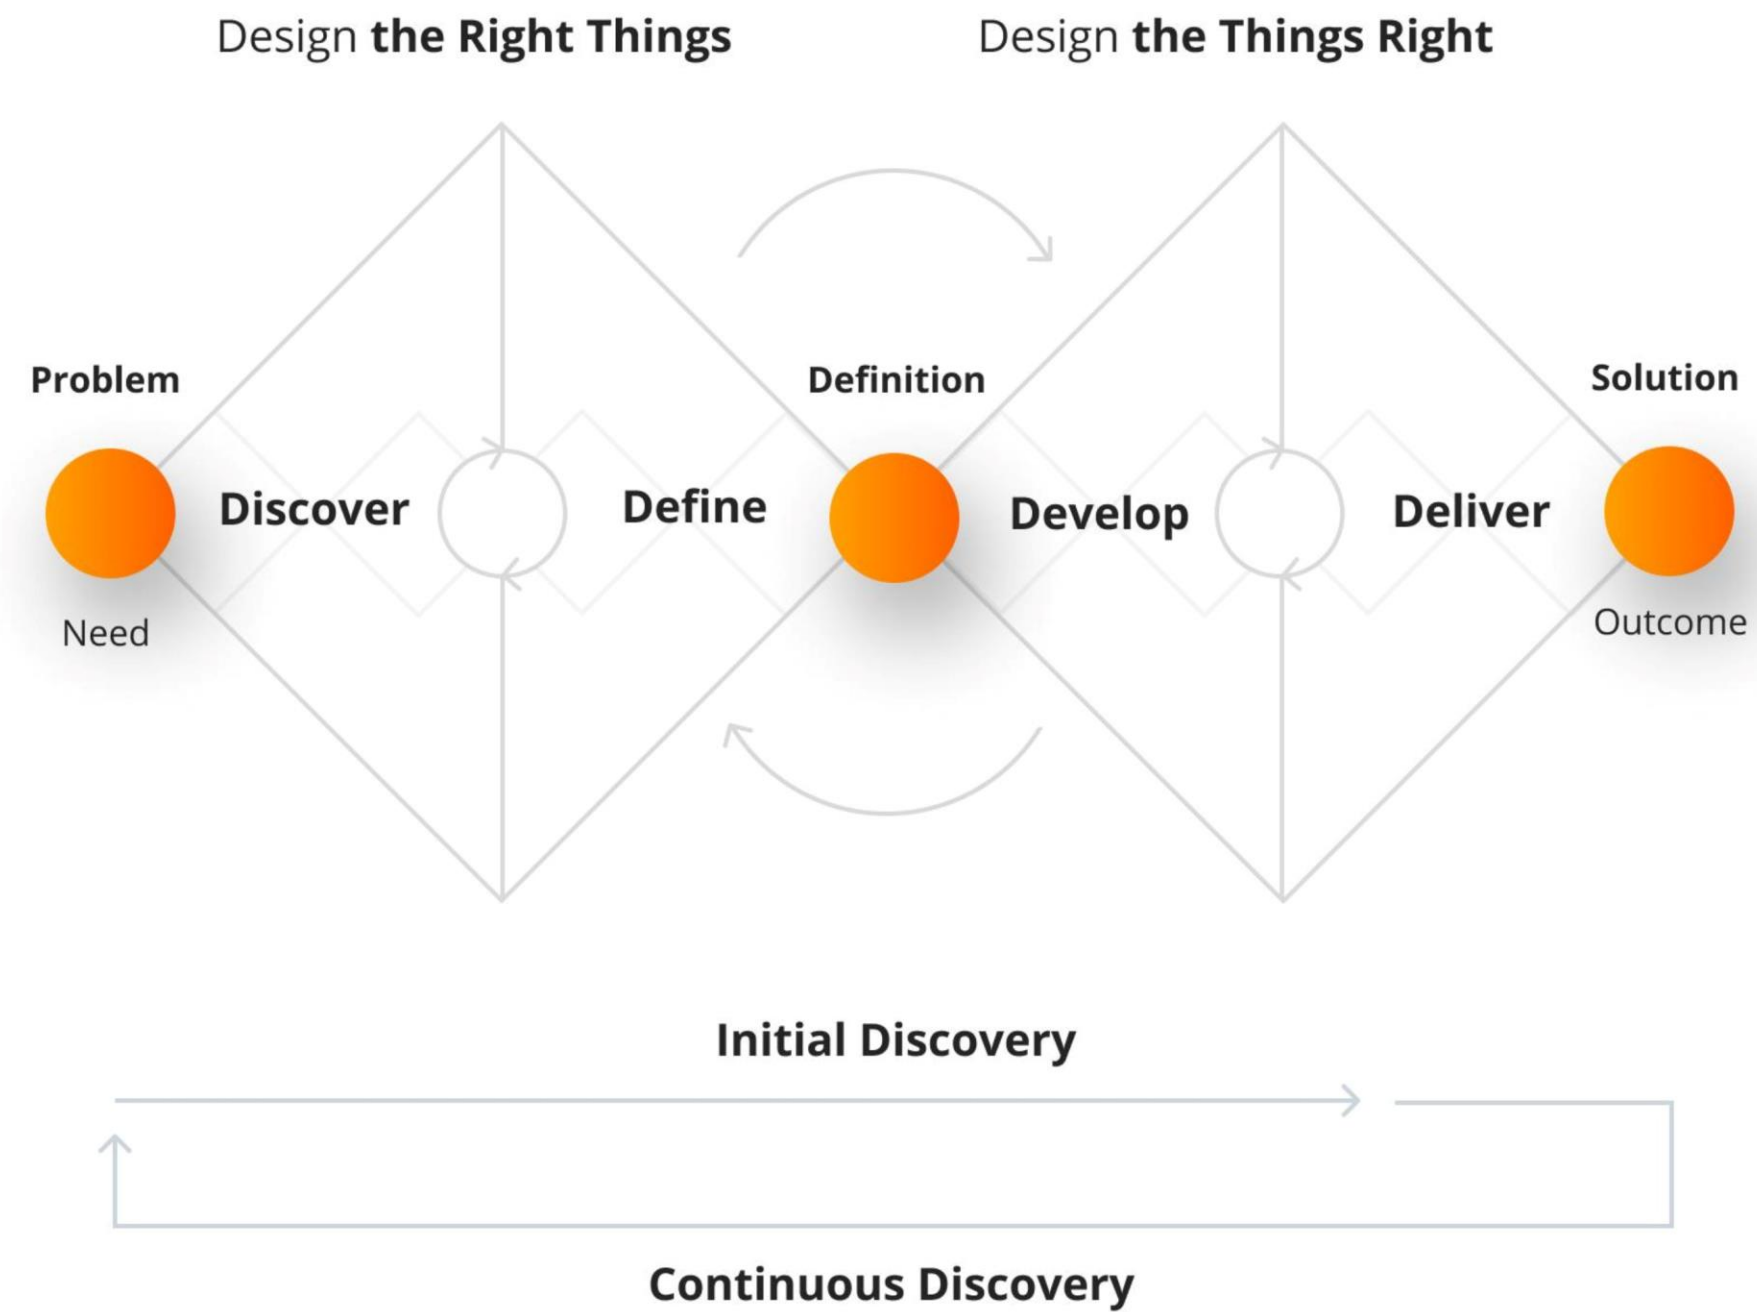 Design the Right Things
Design the Things Right
Problem
Definition
Solution
Discover
Define
Develop
Deliver
Need
Outcome
Initial Discovery
Continuous Discovery